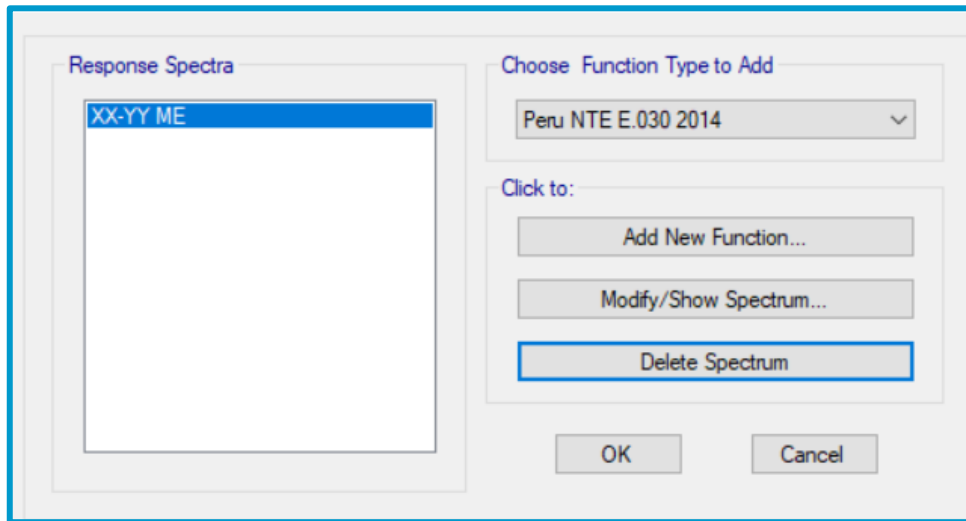 Response Spectra
XX-YY ME
Choose Function Type to Add
Peru NTE E.030 2014
Click to:
Add New Function...
Modify/Show Spectrum...
Delete Spectrum
OK
Cancel